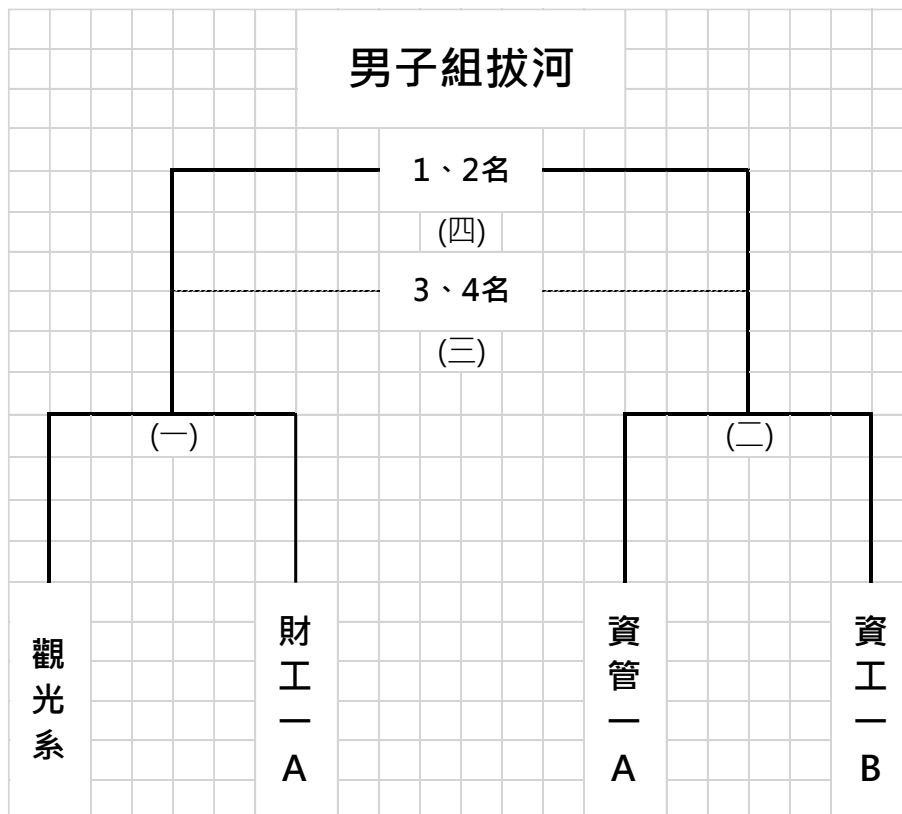 男子組拔河
1、2名
(四)
3、4名
(三)
(一)
(二)
觀光系
財工一A
資管一A
資工一B